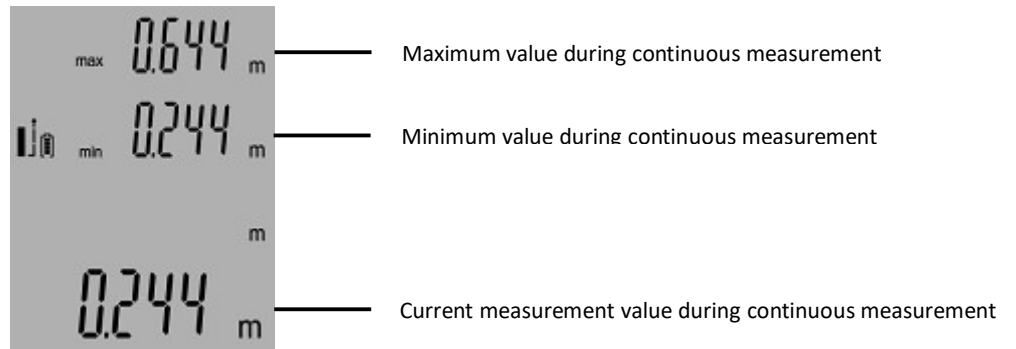 max 0.644 m Maximum value during continuous measurement
min 0.244 m Minimum value during continuous measurement
m
0.244 m Current measurement value during continuous measurement